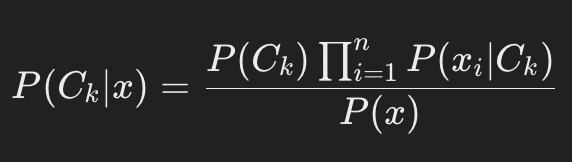 P(C_k|x) = \frac{P(C_k) \prod_{i=1}^{n} P(x_i|C_k)}{P(x)}